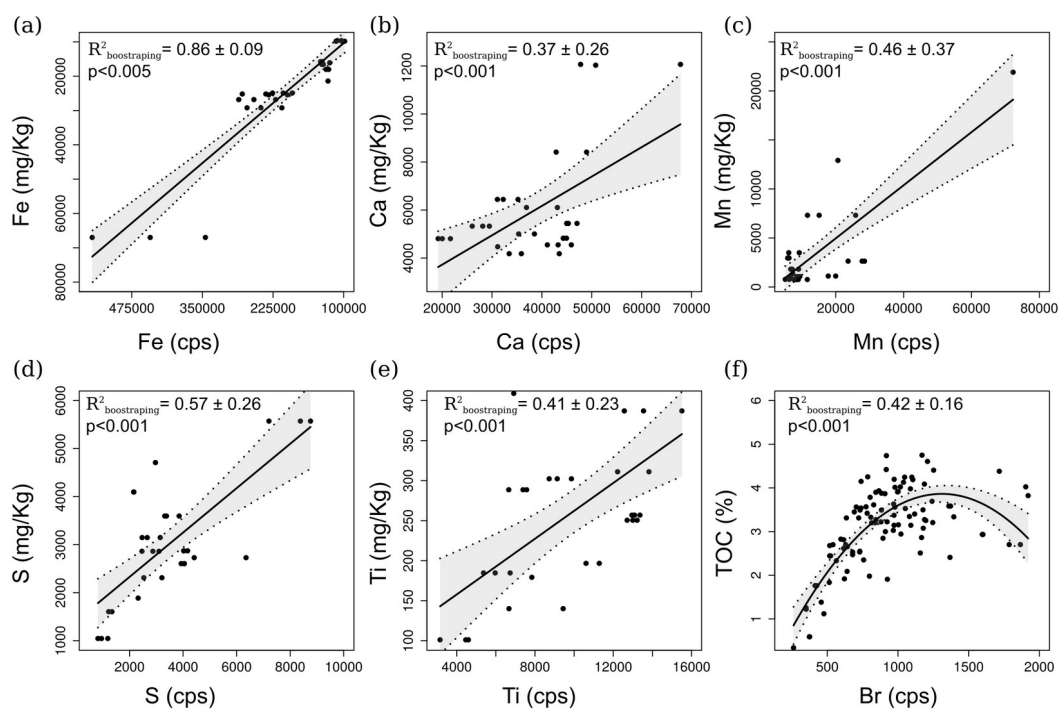 (a)
R²boostraping = 0.86 ± 0.09
p<0.005
Fe (mg/Kg)
20000
40000
60000
80000
475000 350000 225000 100000
Fe (cps)
(b)
R²boostraping = 0.37 ± 0.26
p<0.001
Ca (mg/Kg)
1200
10000
8000
6000
4000
20000 30000 40000 50000 60000 70000
Ca (cps)
(c)
R²boostraping = 0.46 ± 0.37
p<0.001
Mn (mg/Kg)
20000
10000
5000
0
20000 40000 60000 80000
Mn (cps)
(d)
R²boostraping = 0.57 ± 0.26
p<0.001
S (mg/Kg)
6000
5000
4000
3000
2000
1000
2000 4000 6000 8000 10000
S (cps)
(e)
R²boostraping = 0.41 ± 0.23
p<0.001
Ti (mg/Kg)
400
350
300
250
200
150
100
4000 8000 12000 16000
Ti (cps)
(f)
R²boostraping = 0.42 ± 0.16
p<0.001
TOC (%)
6
5
4
3
2
1
500 1000 1500 2000
Br (cps)